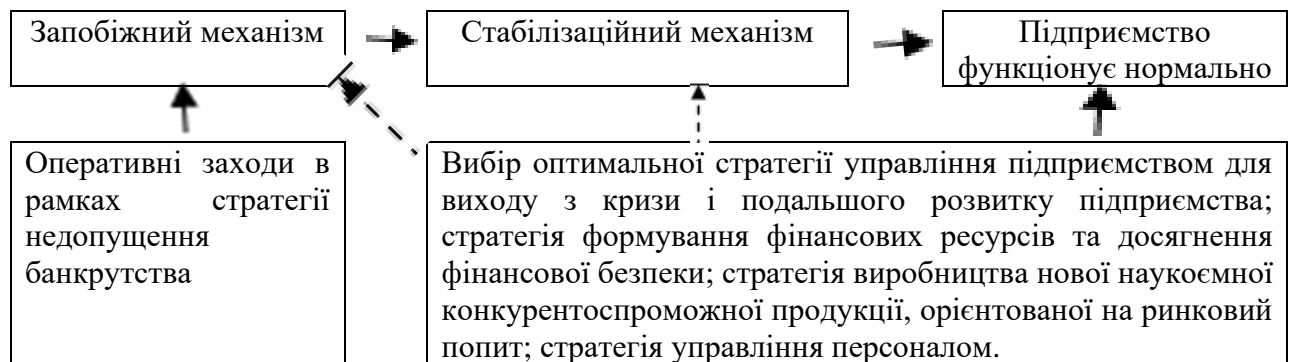 Запобіжний механізм
Стабілізаційний механізм
Підприємство
функціонує нормально
Оперативні заходи в
рамках стратегії
недопущення
банкрутства
Вибір оптимальної стратегії управління підприємством для
виходу з кризи і подальшого розвитку підприємства;
стратегія формування фінансових ресурсів та досягнення
фінансової безпеки; стратегія виробництва нової наукоємної
конкурентоспроможної продукції, орієнтованої на ринковий
попит; стратегія управління персоналом.